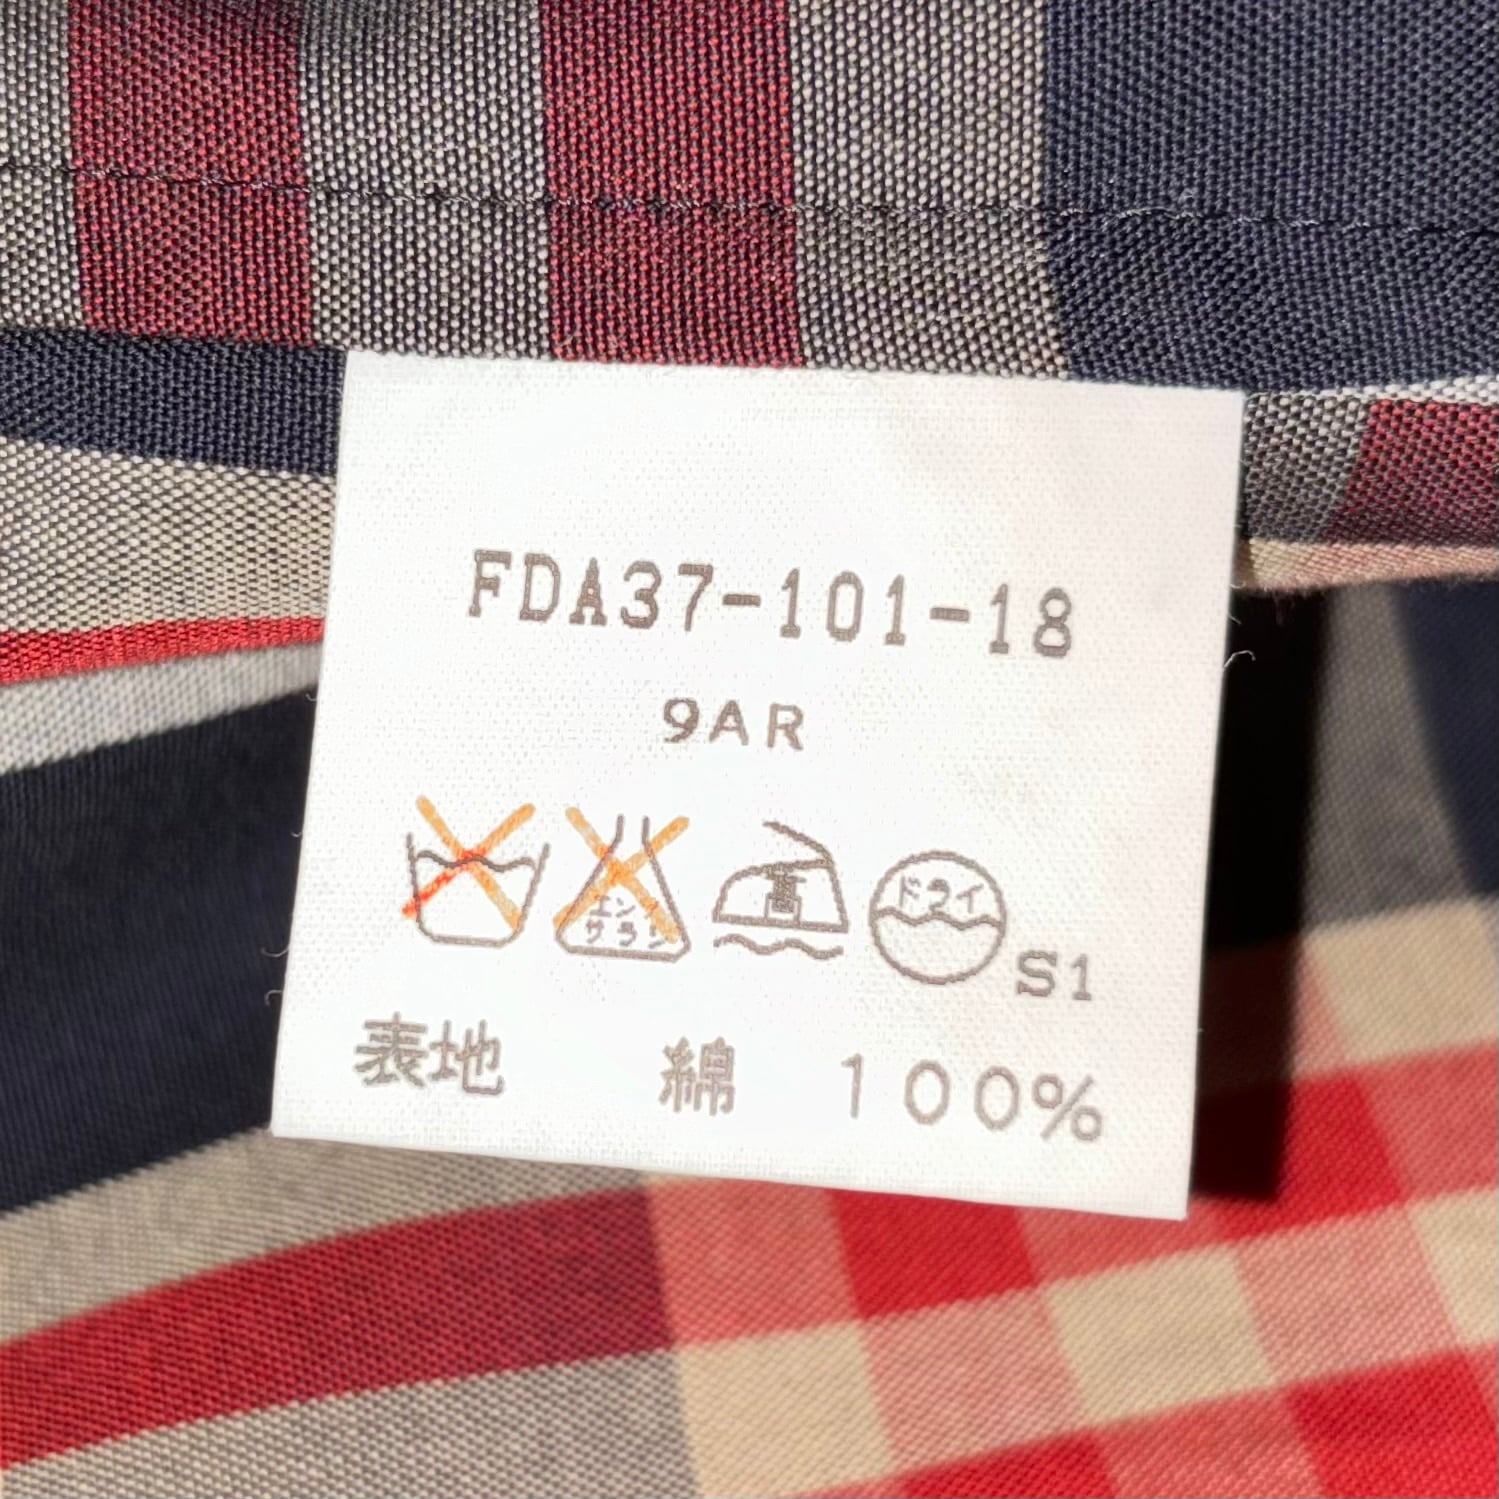 FDA37-101-18
9AR
エンソ
サラシ
高
ドライ
S1
表地 綿 100%